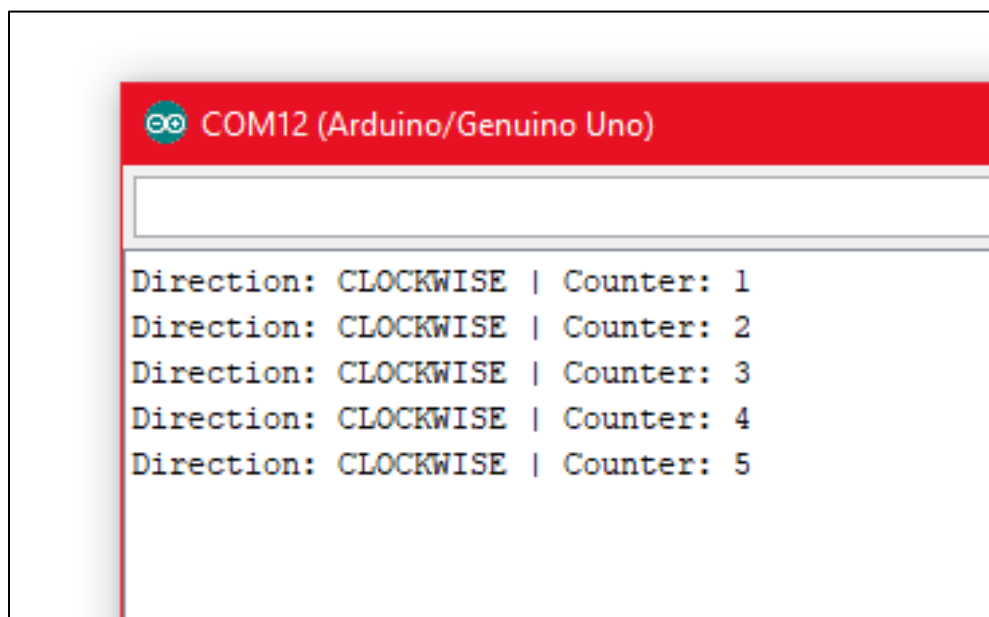 COM12 (Arduino/Genuino Uno)
Direction: CLOCKWISE | Counter: 1
Direction: CLOCKWISE | Counter: 2
Direction: CLOCKWISE | Counter: 3
Direction: CLOCKWISE | Counter: 4
Direction: CLOCKWISE | Counter: 5